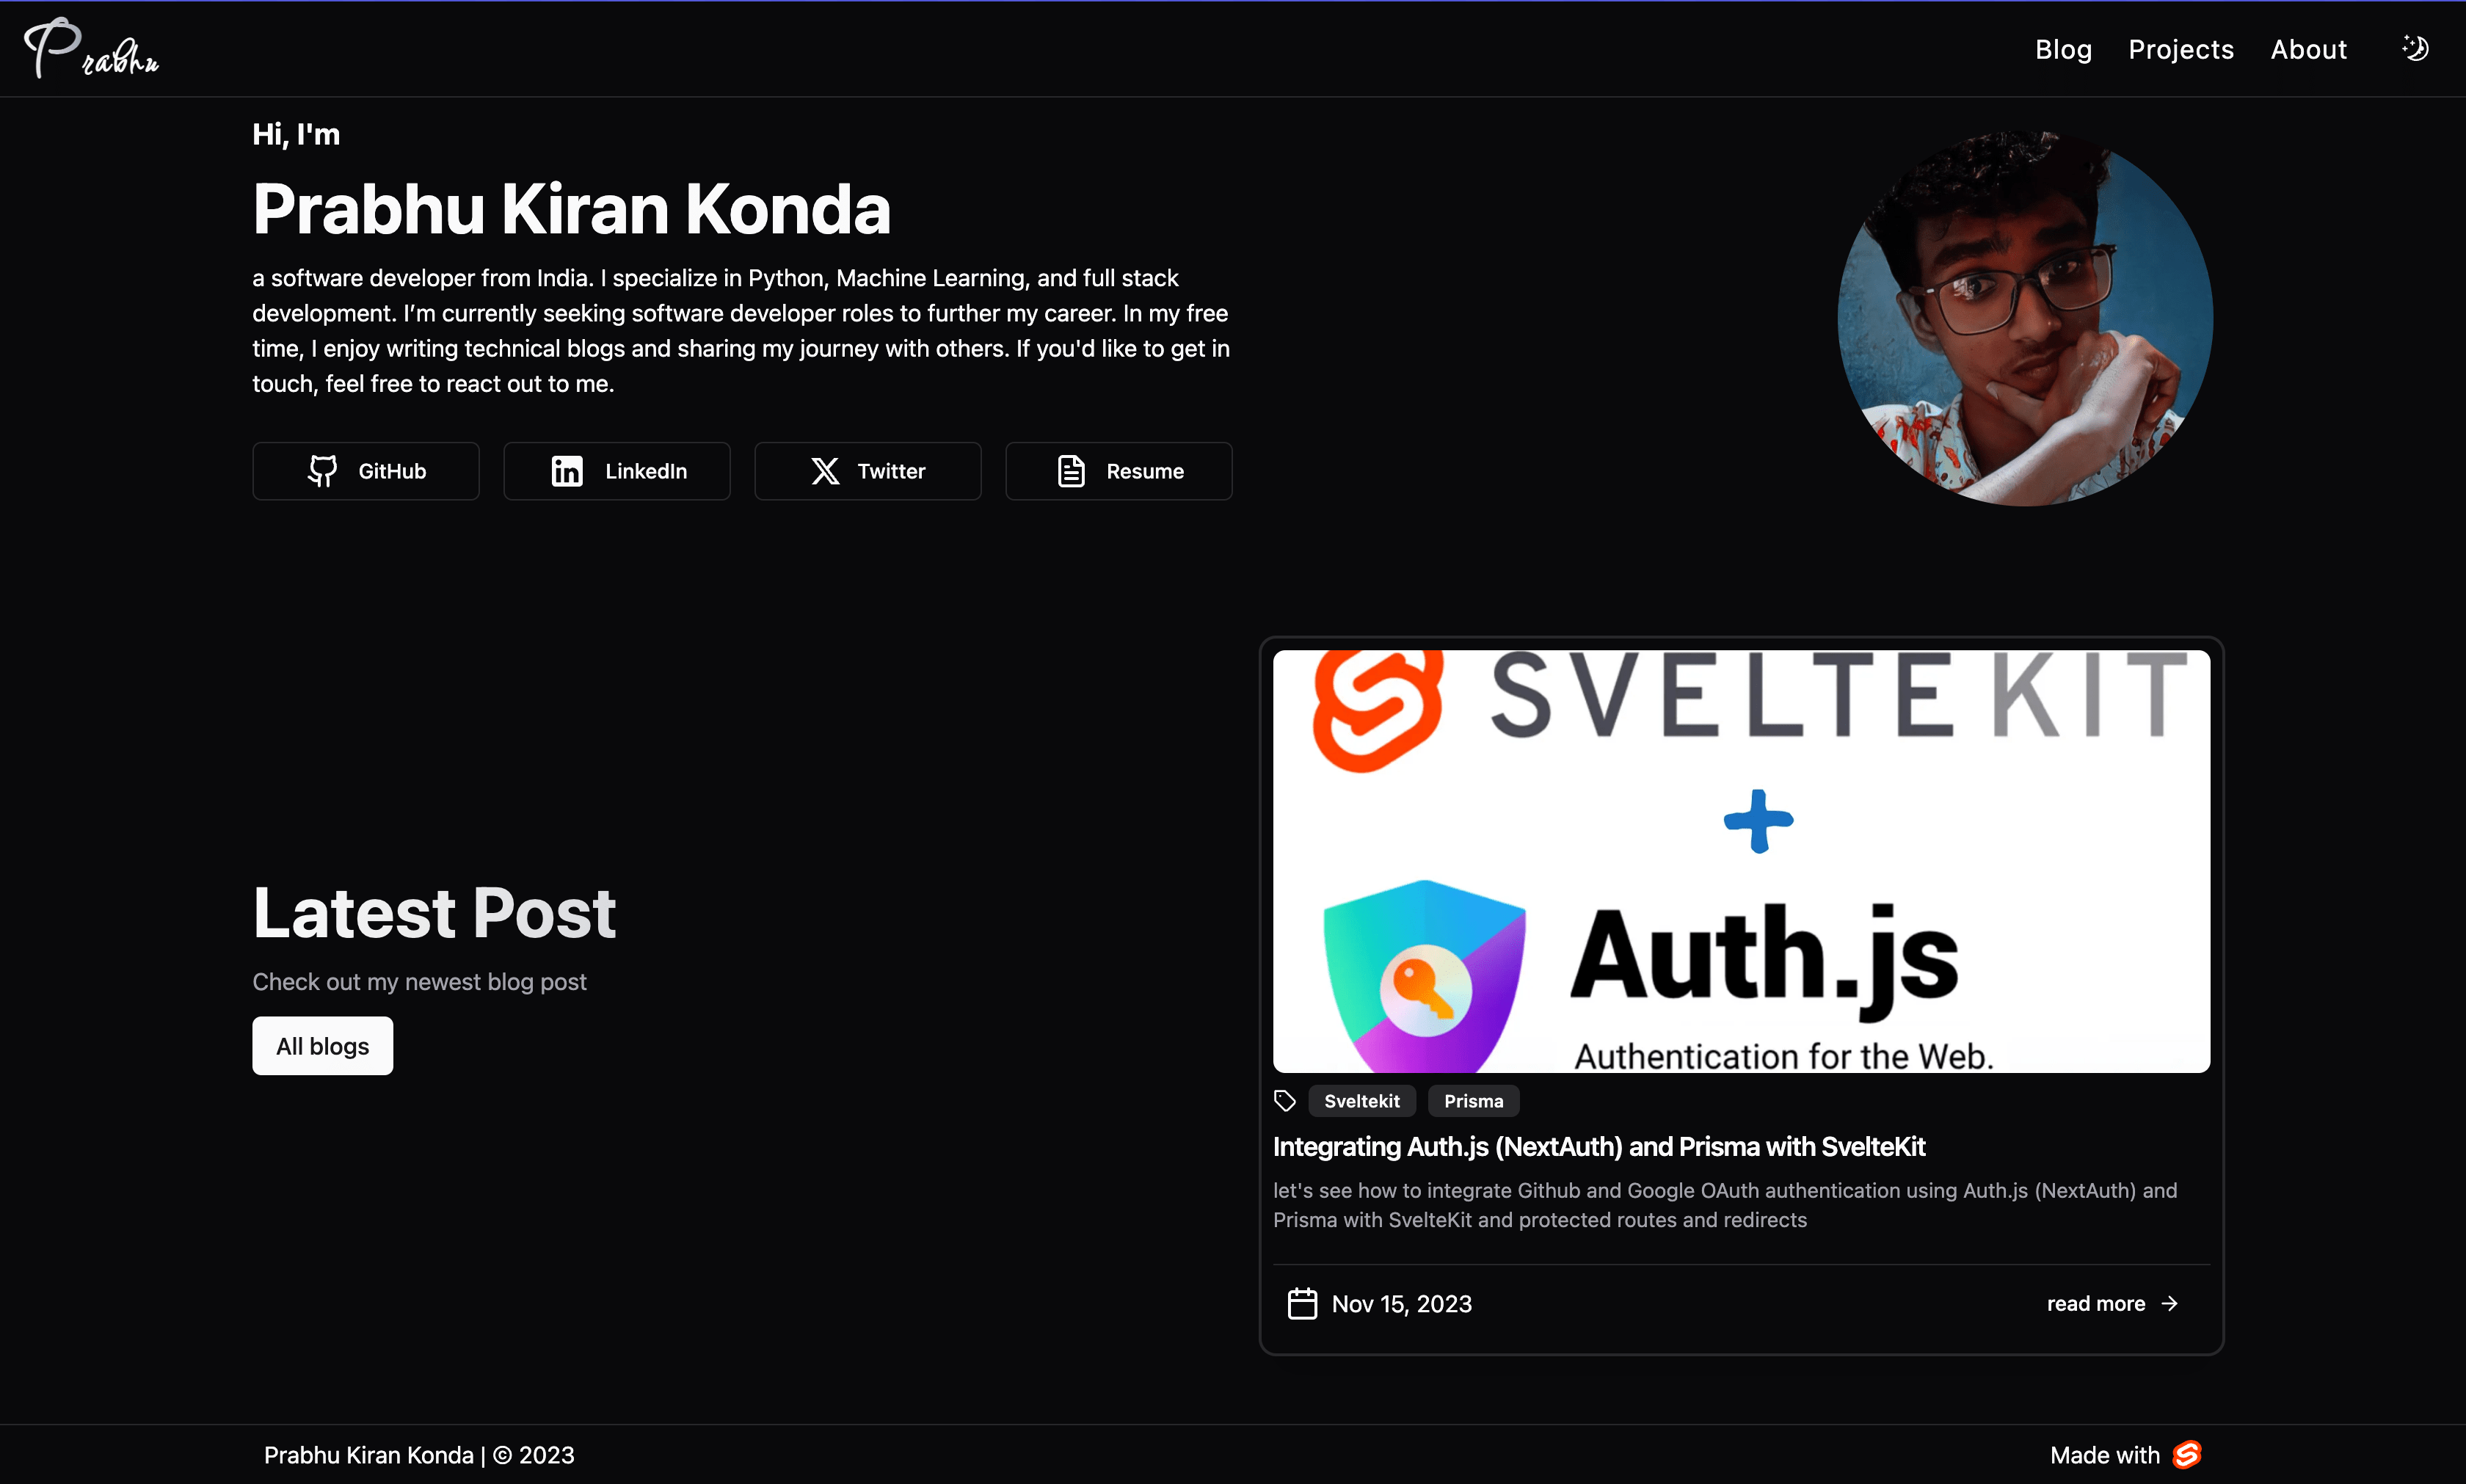 Prabhu
Blog
Projects
About
Hi, I'm
Prabhu Kiran Konda
a software developer from India. I specialize in Python, Machine Learning, and full stack
development. I’m currently seeking software developer roles to further my career. In my free
time, I enjoy writing technical blogs and sharing my journey with others. If you'd like to get in
touch, feel free to react out to me.
GitHub
LinkedIn
Twitter
Resume
Latest Post
Check out my newest blog post
All blogs
SVELTEKIT
Auth.js
Authentication for the Web.
Sveltekit
Prisma
Integrating Auth.js (NextAuth) and Prisma with SvelteKit
let's see how to integrate Github and Google OAuth authentication using Auth.js (NextAuth) and
Prisma with SvelteKit and protected routes and redirects
Nov 15, 2023
read more
Prabhu Kiran Konda | © 2023
Made with